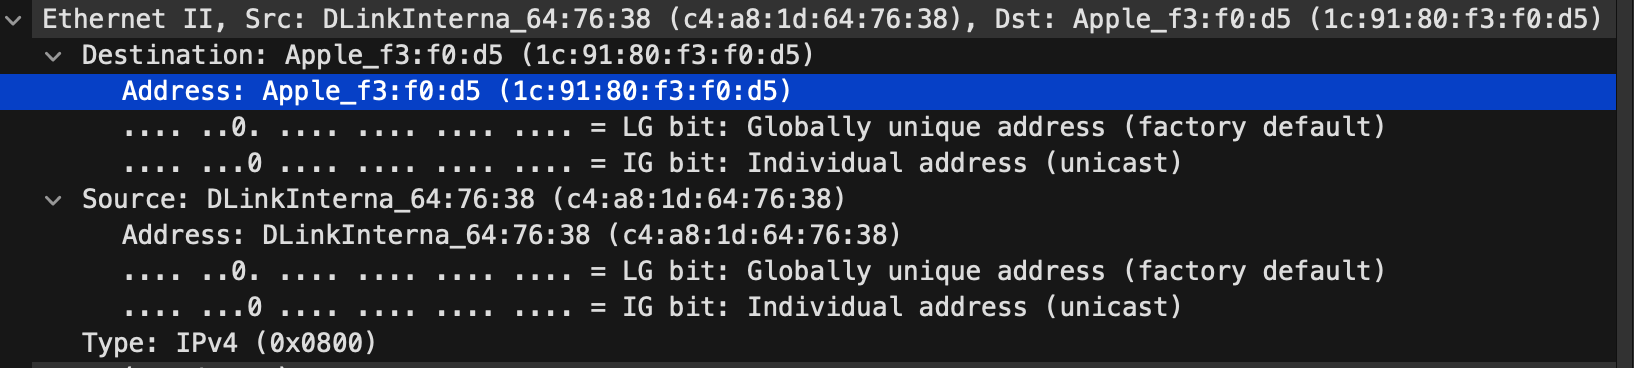 Ethernet II, Src: DLinkInterna_64:76:38 (c4:a8:1d:64:76:38), Dst: Apple_f3:f0:d5 (1c:91:80:f3:f0:d5)
Destination: Apple_f3:f0:d5 (1c:91:80:f3:f0:d5)
Address: Apple_f3:f0:d5 (1c:91:80:f3:f0:d5)
.... ..0. .... .... .... .... = LG bit: Globally unique address (factory default)
.... ...0 .... .... .... .... = IG bit: Individual address (unicast)
Source: DLinkInterna_64:76:38 (c4:a8:1d:64:76:38)
Address: DLinkInterna_64:76:38 (c4:a8:1d:64:76:38)
.... ..0. .... .... .... .... = LG bit: Globally unique address (factory default)
.... ...0 .... .... .... .... = IG bit: Individual address (unicast)
Type: IPv4 (0x0800)